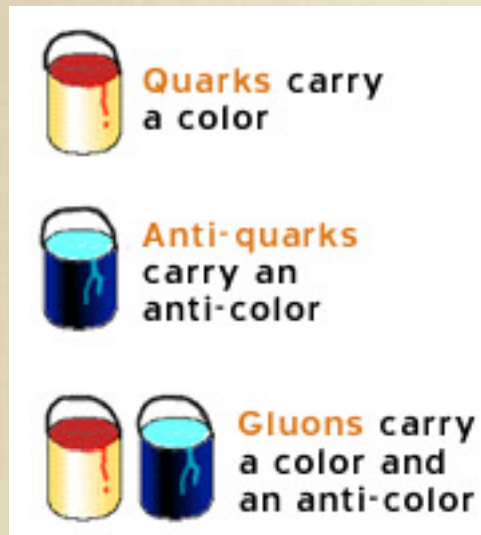 Quarks carry
a color
Anti-quarks
carry an
anti-color
Gluons carry
a color and
an anti-color